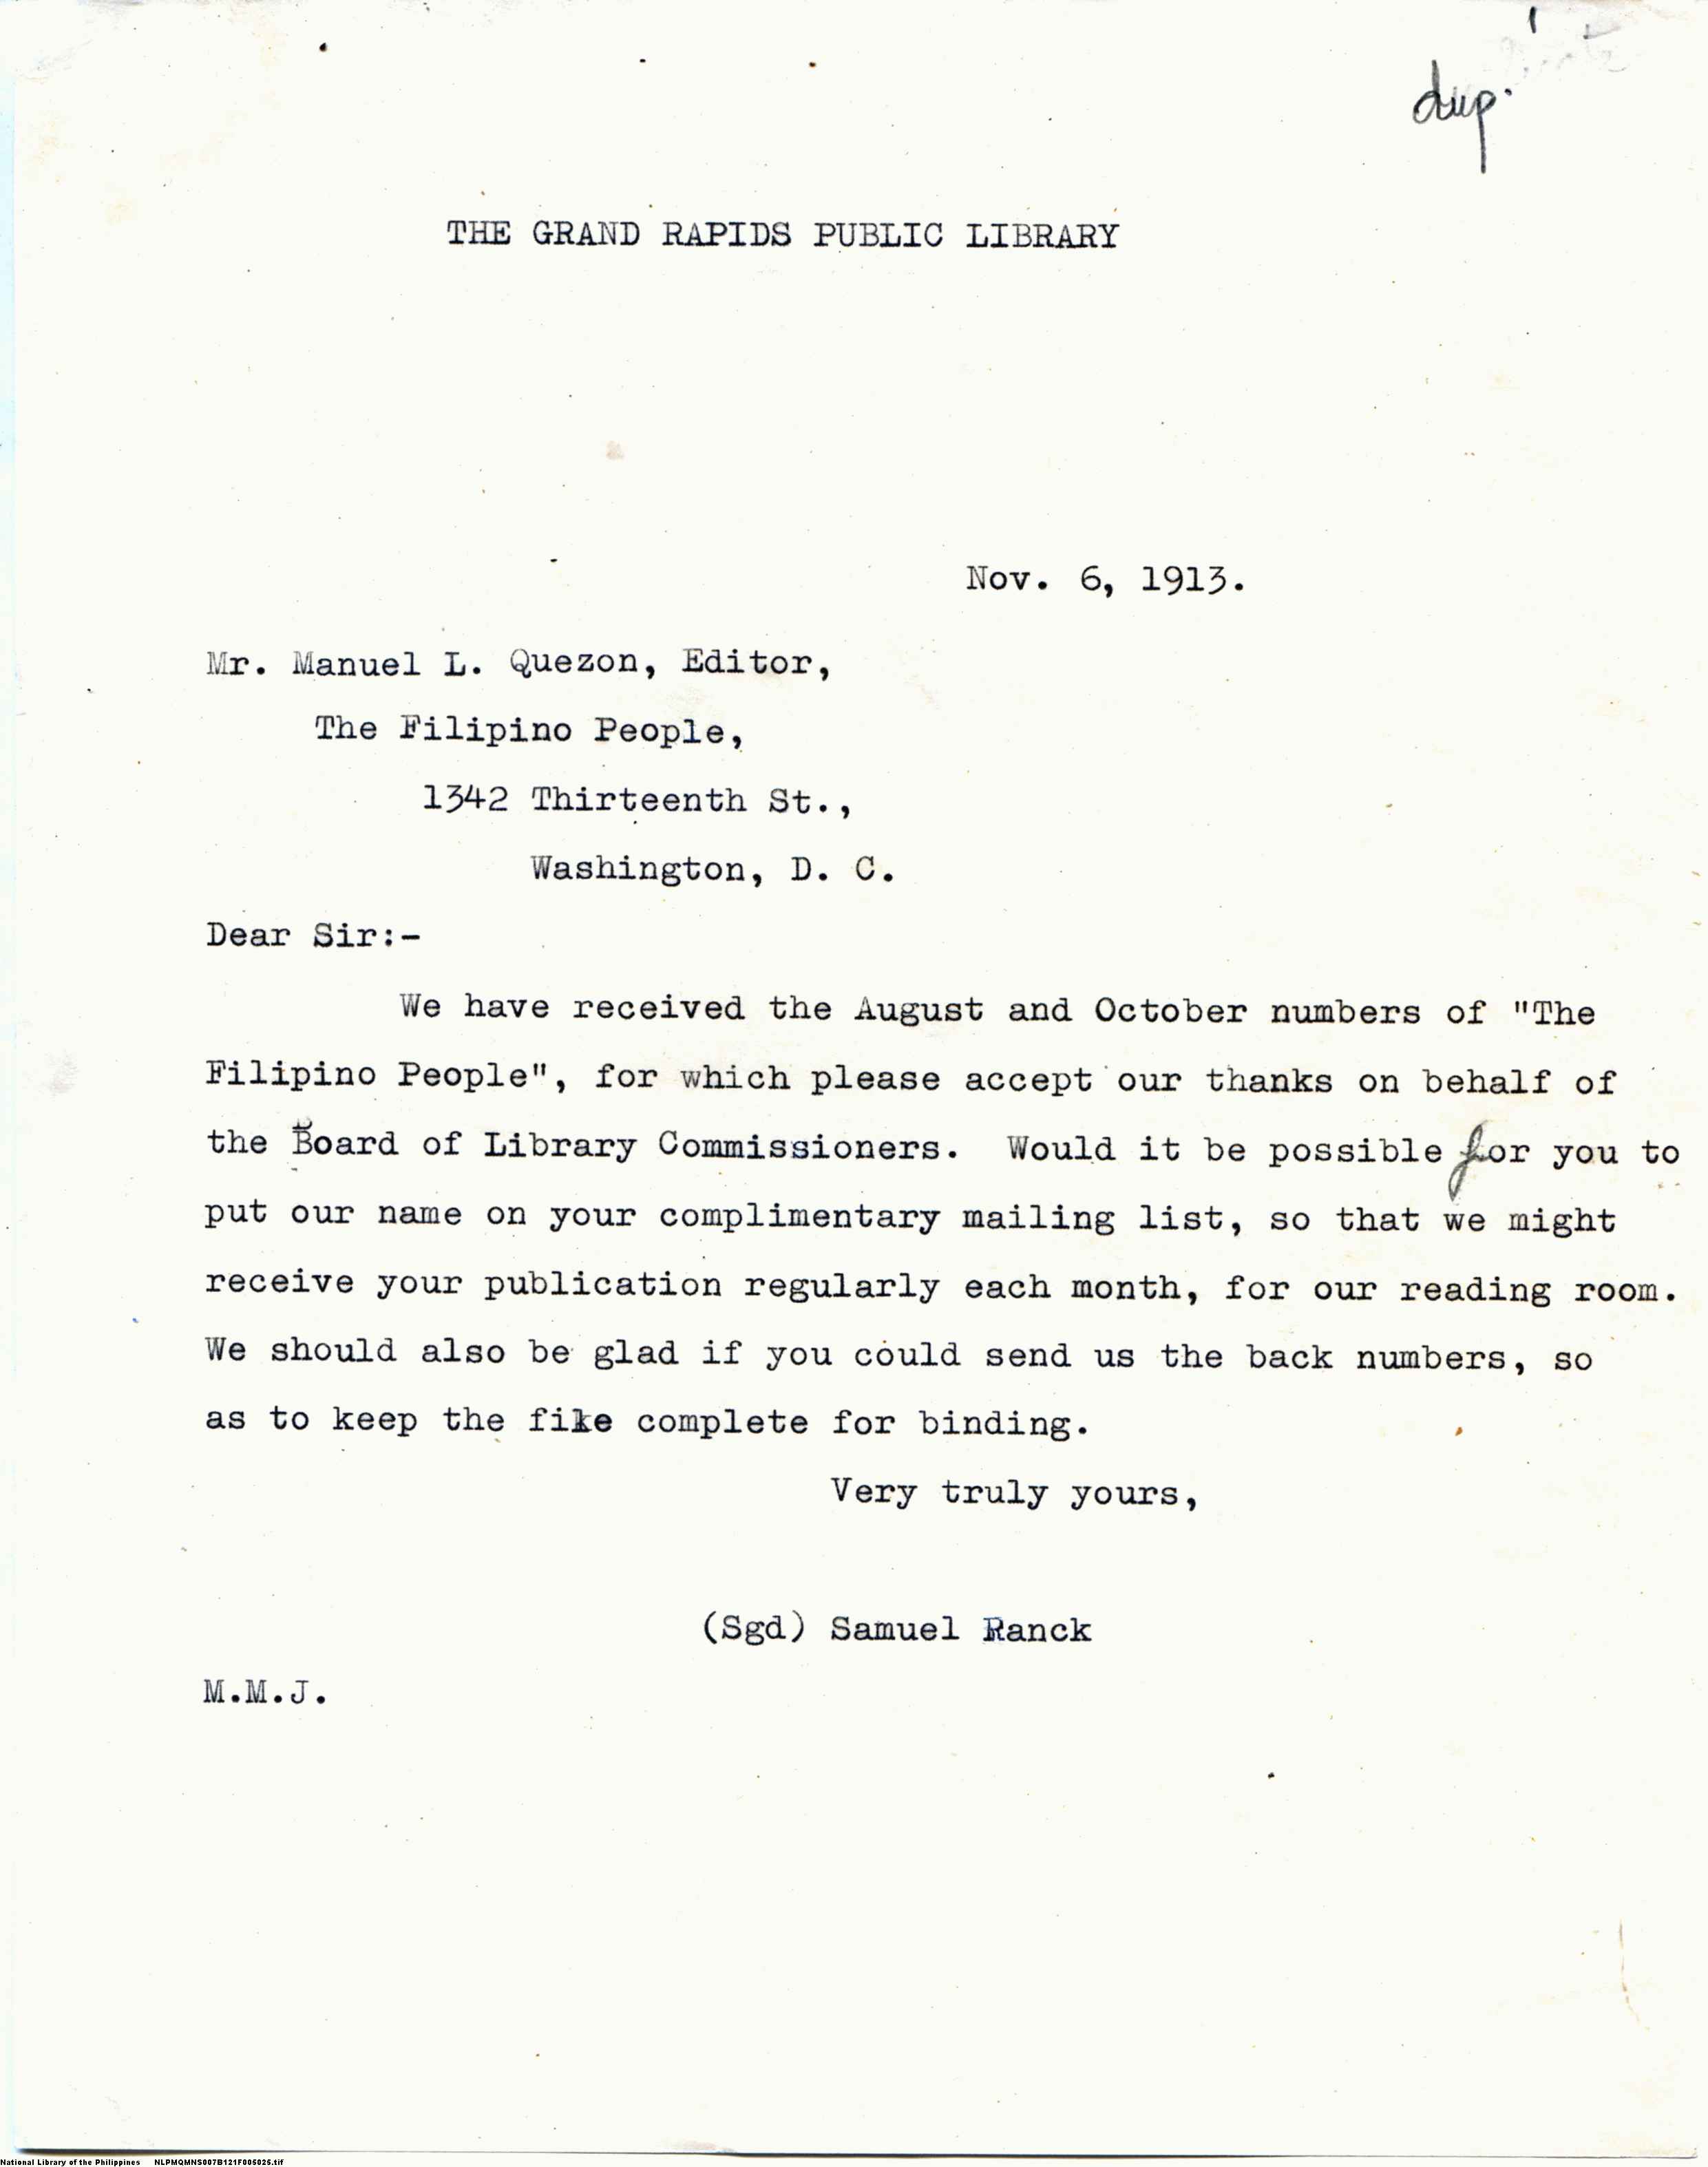 dup.
THE GRAND RAPIDS PUBLIC LIBRARY
Nov. 6, 1913.
Mr. Manuel L. Quezon, Editor,
The Filipino People,
1342 Thirteenth St.,
Washington, D. C.
Dear Sir:-
We have received the August and October numbers of "The
Filipino People", for which please accept our thanks on behalf of
the Board of Library Commissioners. Would it be possible for you to
put our name on your complimentary mailing list, so that we might
receive your publication regularly each month, for our reading room.
We should also be glad if you could send us the back numbers, so
as to keep the file complete for binding.
Very truly yours,
(Sgd) Samuel Ranck
M.M.J.
National Library of the Philippines NLPMQMNS007B121F005025.tif